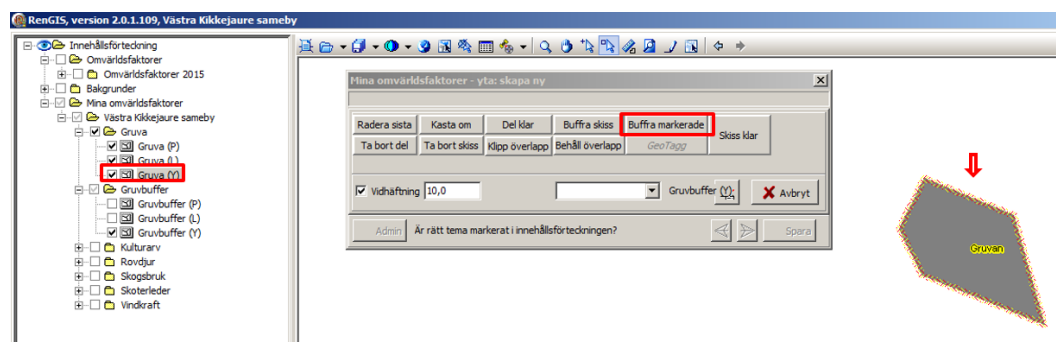 RenGIS, version 2.0.1.109, Västra Kikkejaure sameby
Innehållsförteckning
Omvärldsfaktorer
Omvärldsfaktorer 2015
Bakgrunder
Mina omvärldsfaktorer
Västra Kikkejaure sameby
Gruva
Gruva (P)
Gruva (L)
Gruva (Y)
Gruvbuffer
Gruvbuffer (P)
Gruvbuffer (L)
Gruvbuffer (Y)
Kulturarv
Rovdjur
Skogsbruk
Skoterleder
Vindkraft
Mina omvärldsfaktorer - yta: skapa ny
Radera sista Kasta om Del klar Buffra skiss Buffra markerade Skiss klar
Ta bort del Ta bort skiss Klipp överlapp Behåll överlapp GeoTagg
Vidhäftning 10,0 Gruvbuffer (Y): Avbryt
Admin Är rätt tema markerat i innehållsförteckningen? Spara
Gruvan